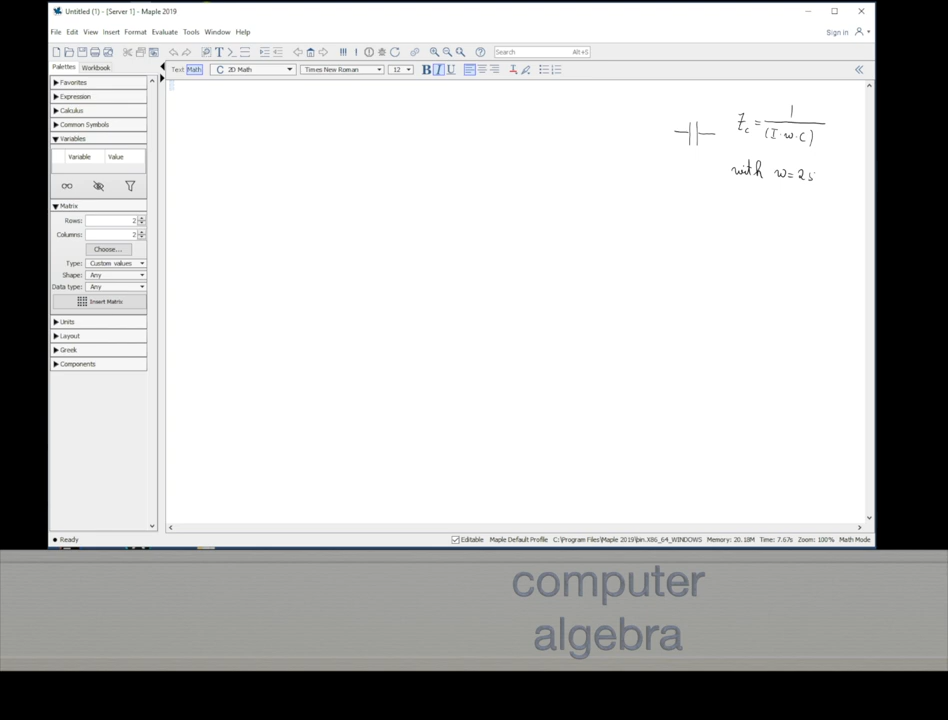 Untitled (1) - [Server 1] - Maple 2019
File Edit View Insert Format Evaluate Tools Window Help
Sign in
Search Alt+S
Palettes Workbook
Text Math C 2D Math Times New Roman 12 B I U
Favorites
Expression
Calculus
Common Symbols
Variables
Variable Value
Matrix
Rows: 2
Columns: 2
Choose...
Type: Custom values
Shape: Any
Data type: Any
Insert Matrix
Units
Layout
Greek
Components
Z_c = 1 / (I·w·C)
with w= 2
Ready
Editable Maple Default Profile C:\Program Files\Maple 2019\bin.X86_64_WINDOWS Memory: 20.18M Time: 7.67s Zoom: 100% Math Mode
computer
algebra